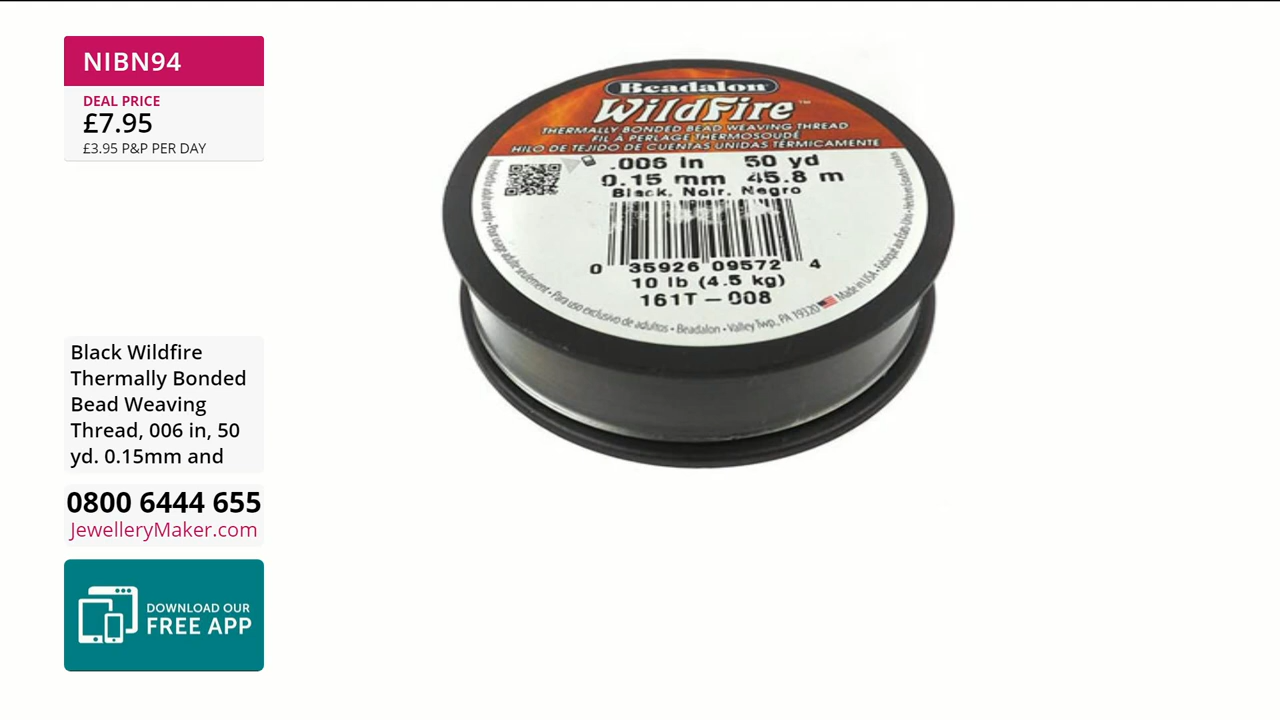 NIBN94
DEAL PRICE
£7.95
£3.95 P&P PER DAY
Black Wildfire
Thermally Bonded
Bead Weaving
Thread, 006 in, 50
yd. 0.15mm and
0800 6444 655
JewelleryMaker.com
DOWNLOAD OUR
FREE APP
Beadalon
WildFire™
THERMALLY BONDED BEAD WEAVING THREAD
FIL À PERLAGE THERMOSOUDÉ
HILO DE TEJIDO DE CUENTAS UNIDAS TÉRMICAMENTE
.006 in 50 yd
0.15 mm 45.8 m
Black. Noir. Negro
0 35926 09572 4
10 lb (4.5 kg)
161T-008
• Para uso exclusivo de adultos • Beadalon • Valley Twp., PA 19320 Made in USA •